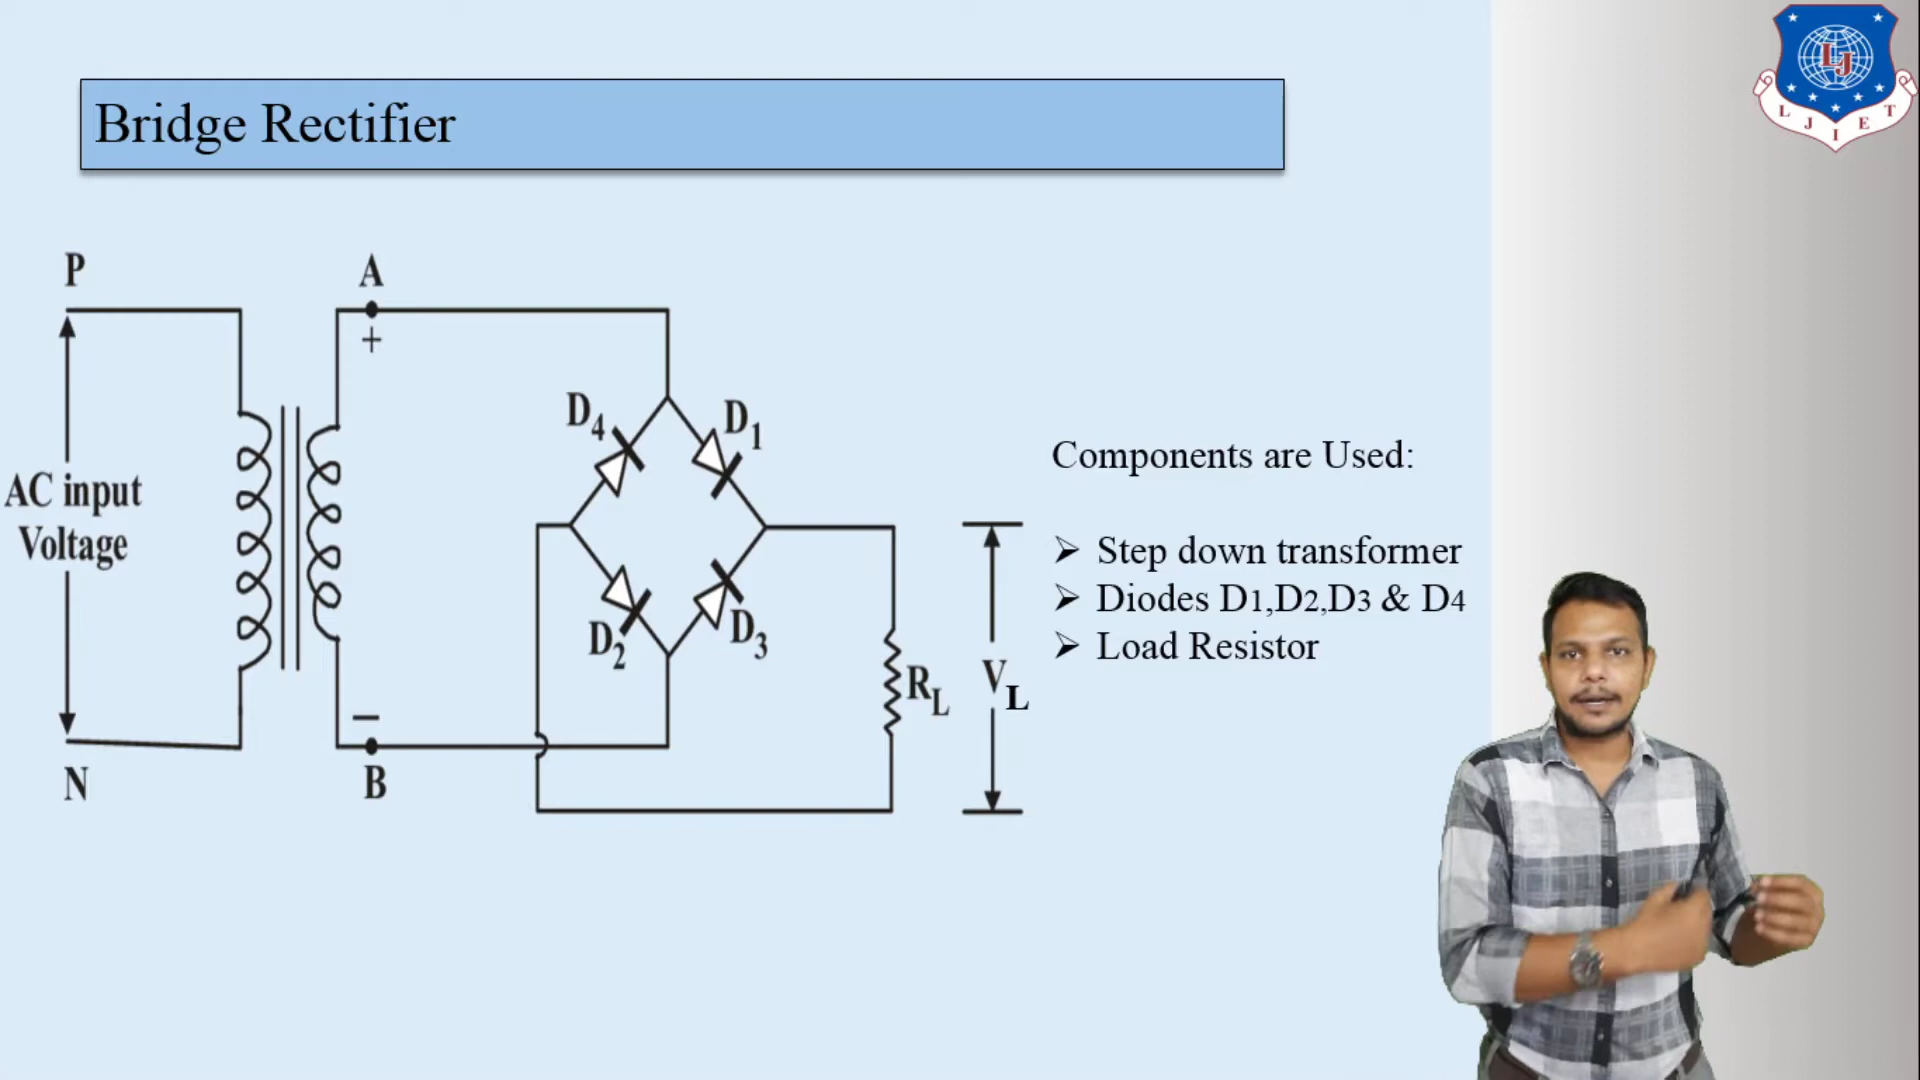 Bridge Rectifier
L J I E T
LJ
P
A
+
AC input
Voltage
D4
D1
D2
D3
RL
VL
−
N
B
Components are Used:
➢ Step down transformer
➢ Diodes D1,D2,D3 & D4
➢ Load Resistor